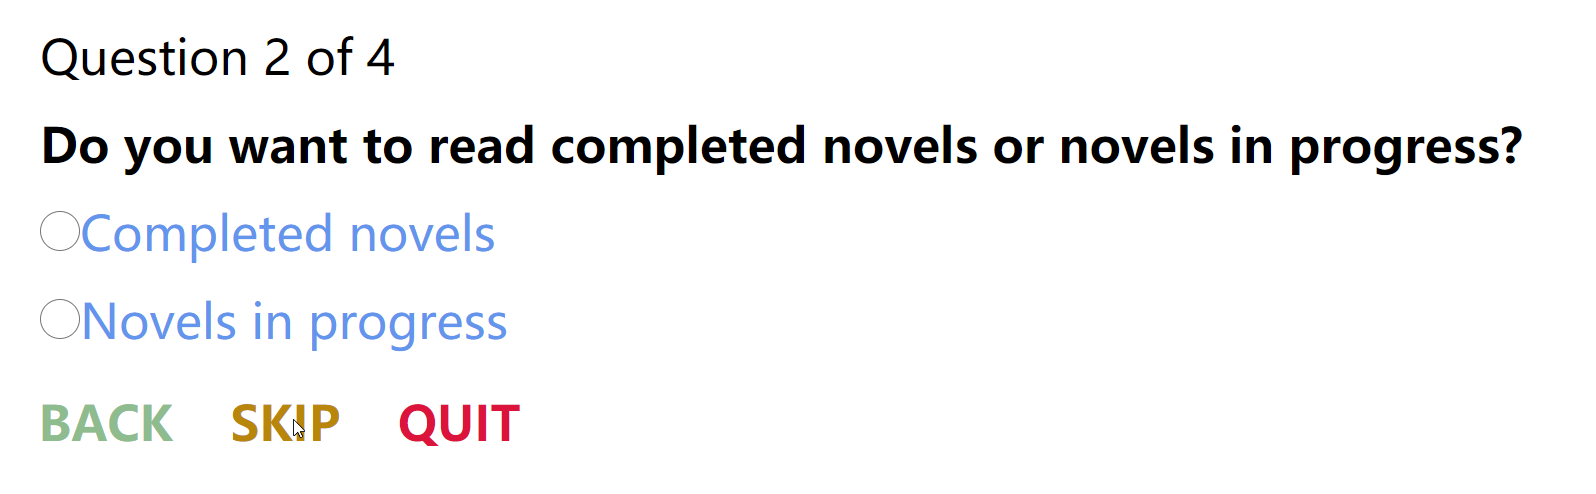 Question 2 of 4
Do you want to read completed novels or novels in progress?
Completed novels
Novels in progress
BACK SKIP QUIT